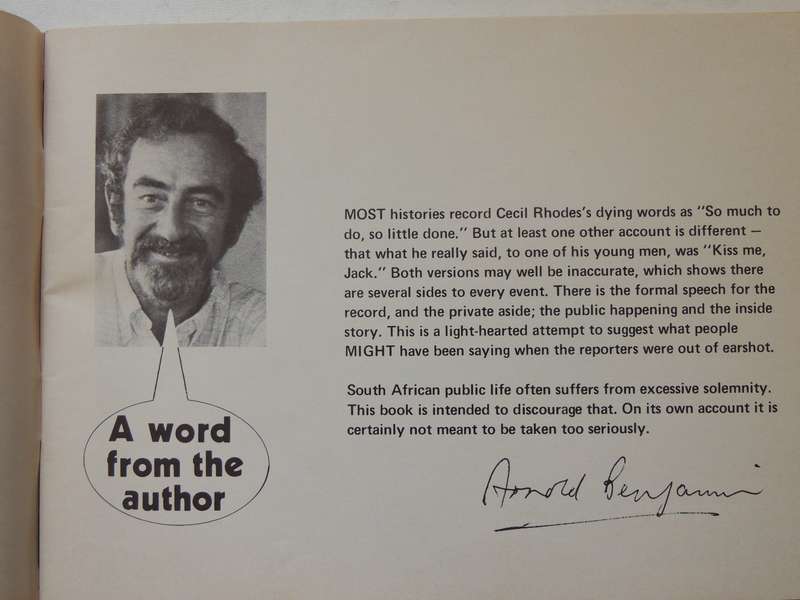 A word
from the
author
MOST histories record Cecil Rhodes's dying words as "So much to
do, so little done." But at least one other account is different —
that what he really said, to one of his young men, was "Kiss me,
Jack." Both versions may well be inaccurate, which shows there
are several sides to every event. There is the formal speech for the
record, and the private aside; the public happening and the inside
story. This is a light-hearted attempt to suggest what people
MIGHT have been saying when the reporters were out of earshot.
South African public life often suffers from excessive solemnity.
This book is intended to discourage that. On its own account it is
certainly not meant to be taken too seriously.
Arnold Benjamin